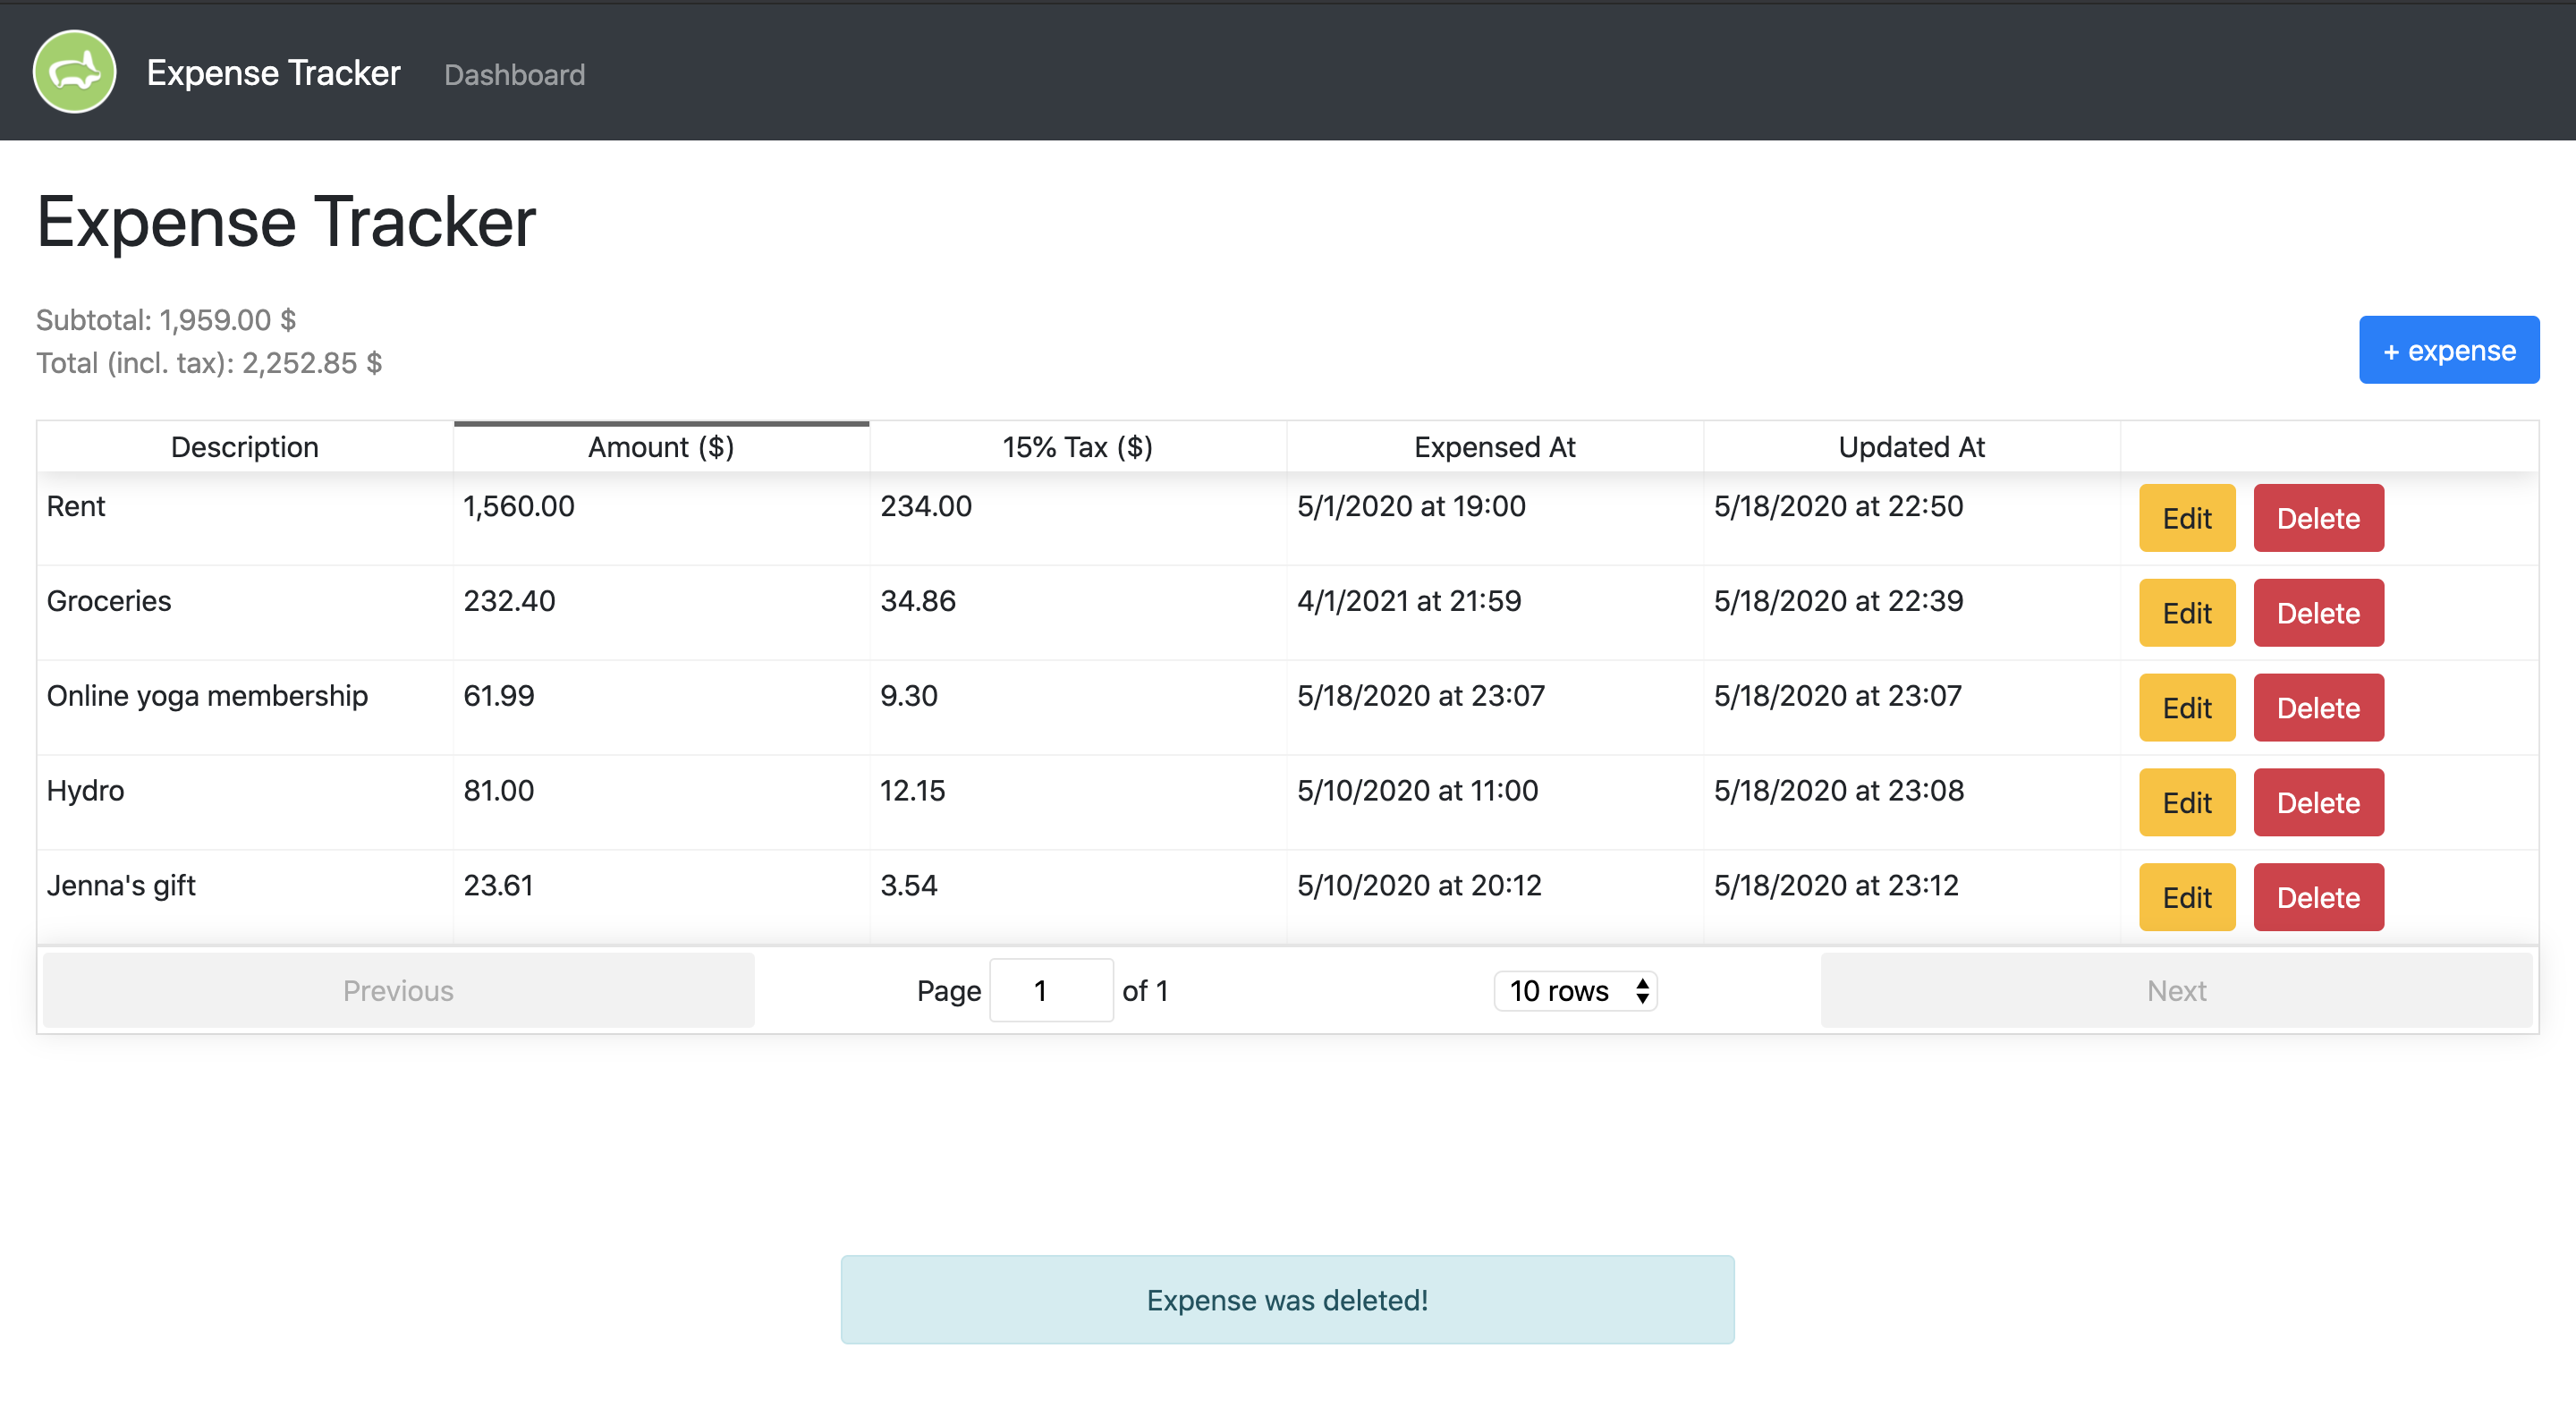 Expense Tracker Dashboard
Expense Tracker
Subtotal: 1,959.00 $
Total (incl. tax): 2,252.85 $
+ expense
Description Amount ($) 15% Tax ($) Expensed At Updated At
Rent 1,560.00 234.00 5/1/2020 at 19:00 5/18/2020 at 22:50 Edit Delete
Groceries 232.40 34.86 4/1/2021 at 21:59 5/18/2020 at 22:39 Edit Delete
Online yoga membership 61.99 9.30 5/18/2020 at 23:07 5/18/2020 at 23:07 Edit Delete
Hydro 81.00 12.15 5/10/2020 at 11:00 5/18/2020 at 23:08 Edit Delete
Jenna's gift 23.61 3.54 5/10/2020 at 20:12 5/18/2020 at 23:12 Edit Delete
Previous Page 1 of 1 10 rows Next
Expense was deleted!